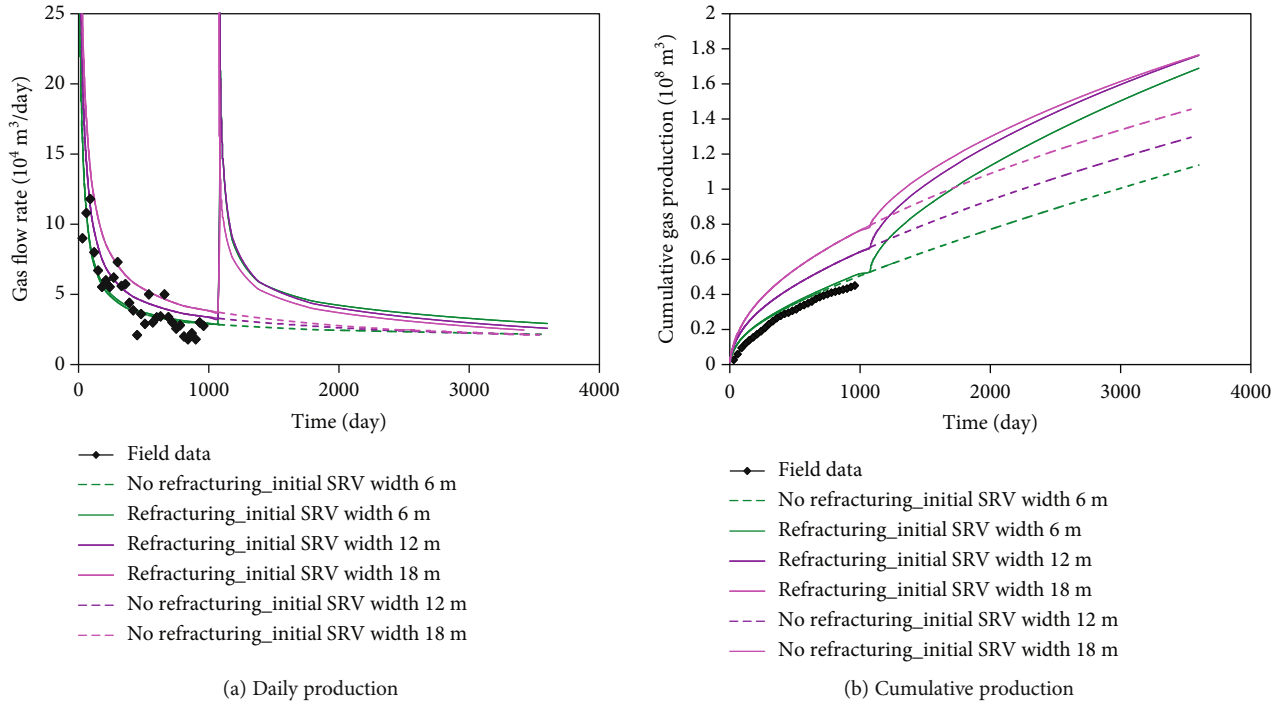 25
20
15
10
5
0
Gas flow rate (10⁴ m³/day)
0 1000 2000 3000 4000
Time (day)
Field data
No refracturing_initial SRV width 6 m
Refracturing_initial SRV width 6 m
Refracturing_initial SRV width 12 m
Refracturing_initial SRV width 18 m
No refracturing_initial SRV width 12 m
No refracturing_initial SRV width 18 m
(a) Daily production
2
1.8
1.6
1.4
1.2
1
0.8
0.6
0.4
0.2
0
Cumulative gas production (10⁸ m³)
0 1000 2000 3000 4000
Time (day)
Field data
No refracturing_initial SRV width 6 m
Refracturing_initial SRV width 6 m
Refracturing_initial SRV width 12 m
Refracturing_initial SRV width 18 m
No refracturing_initial SRV width 12 m
No refracturing_initial SRV width 18 m
(b) Cumulative production